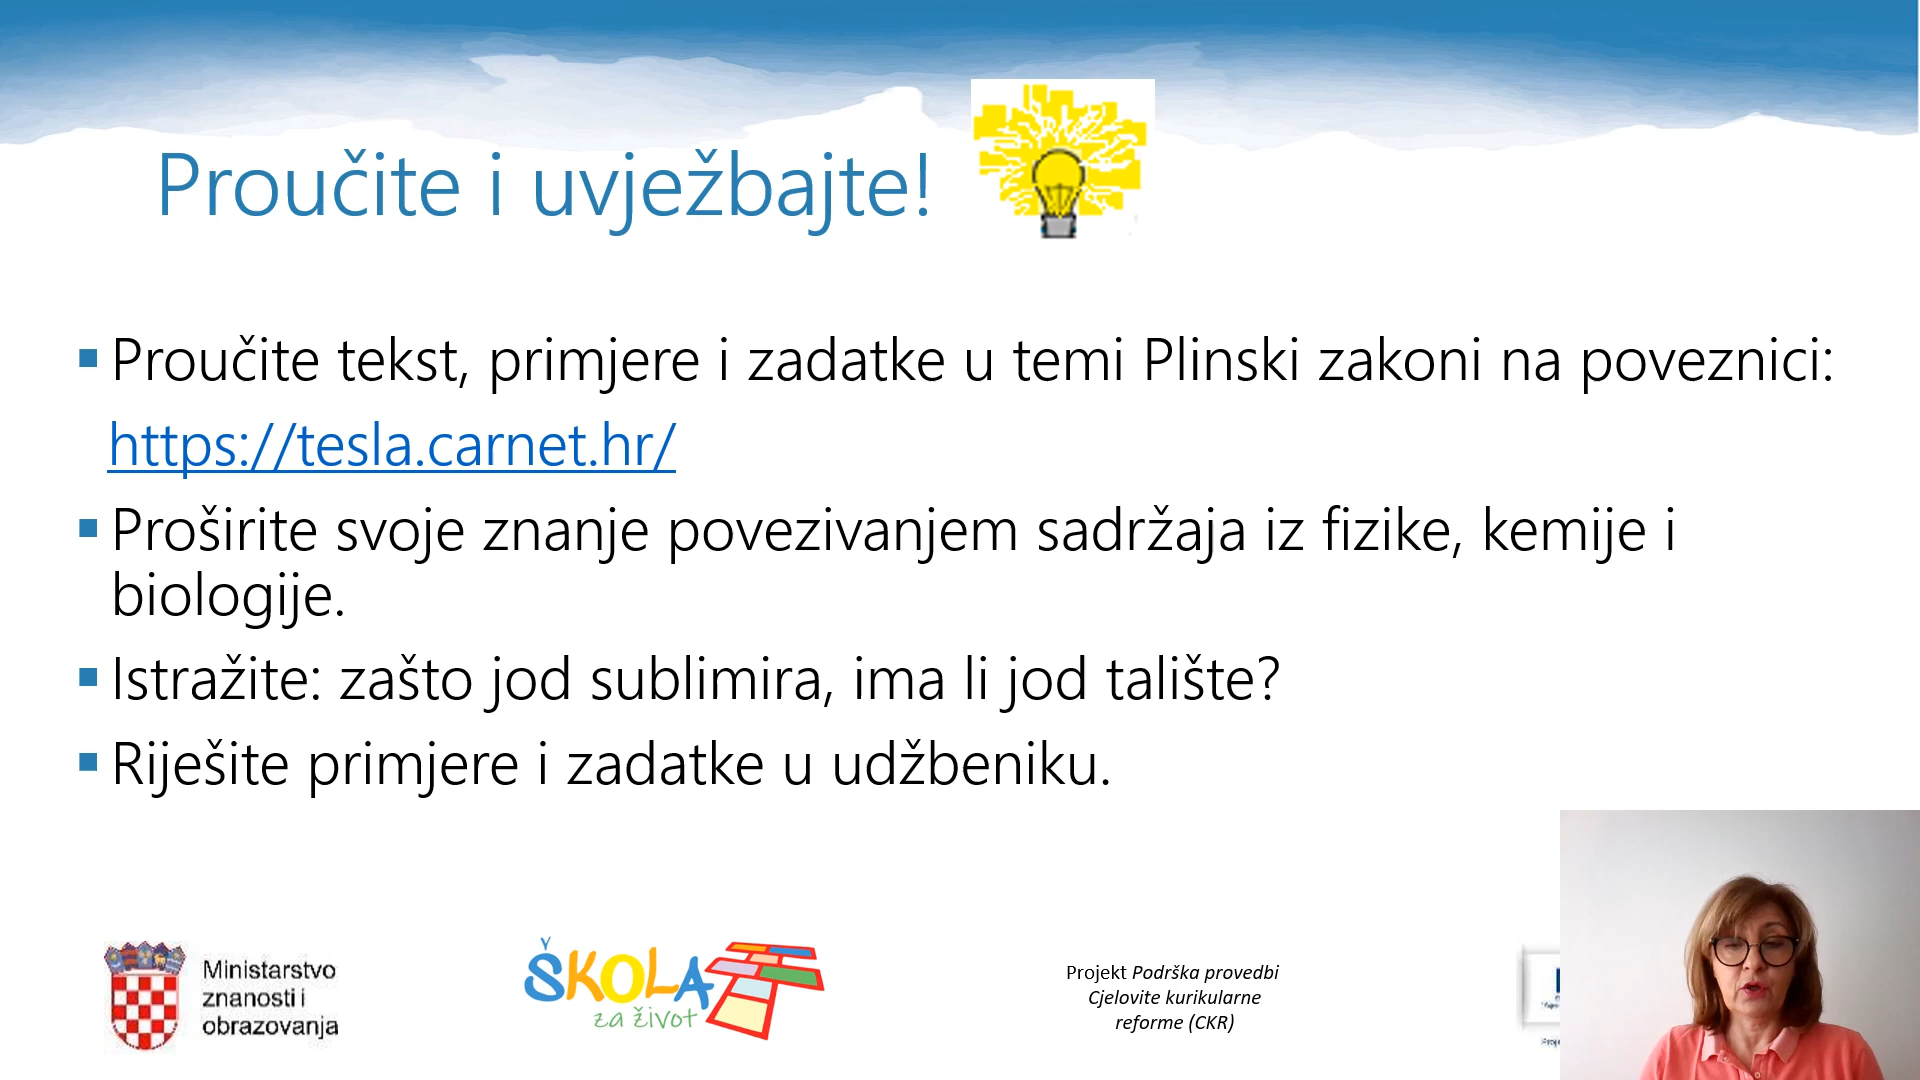 Proučite i uvježbajte!
Proučite tekst, primjere i zadatke u temi Plinski zakoni na poveznici:
https://tesla.carnet.hr/
Proširite svoje znanje povezivanjem sadržaja iz fizike, kemije i
biologije.
Istražite: zašto jod sublimira, ima li jod talište?
Riješite primjere i zadatke u udžbeniku.
Ministarstvo
znanosti i
obrazovanja
ŠKOLA
za život
Projekt Podrška provedbi
Cjelovite kurikularne
reforme (CKR)